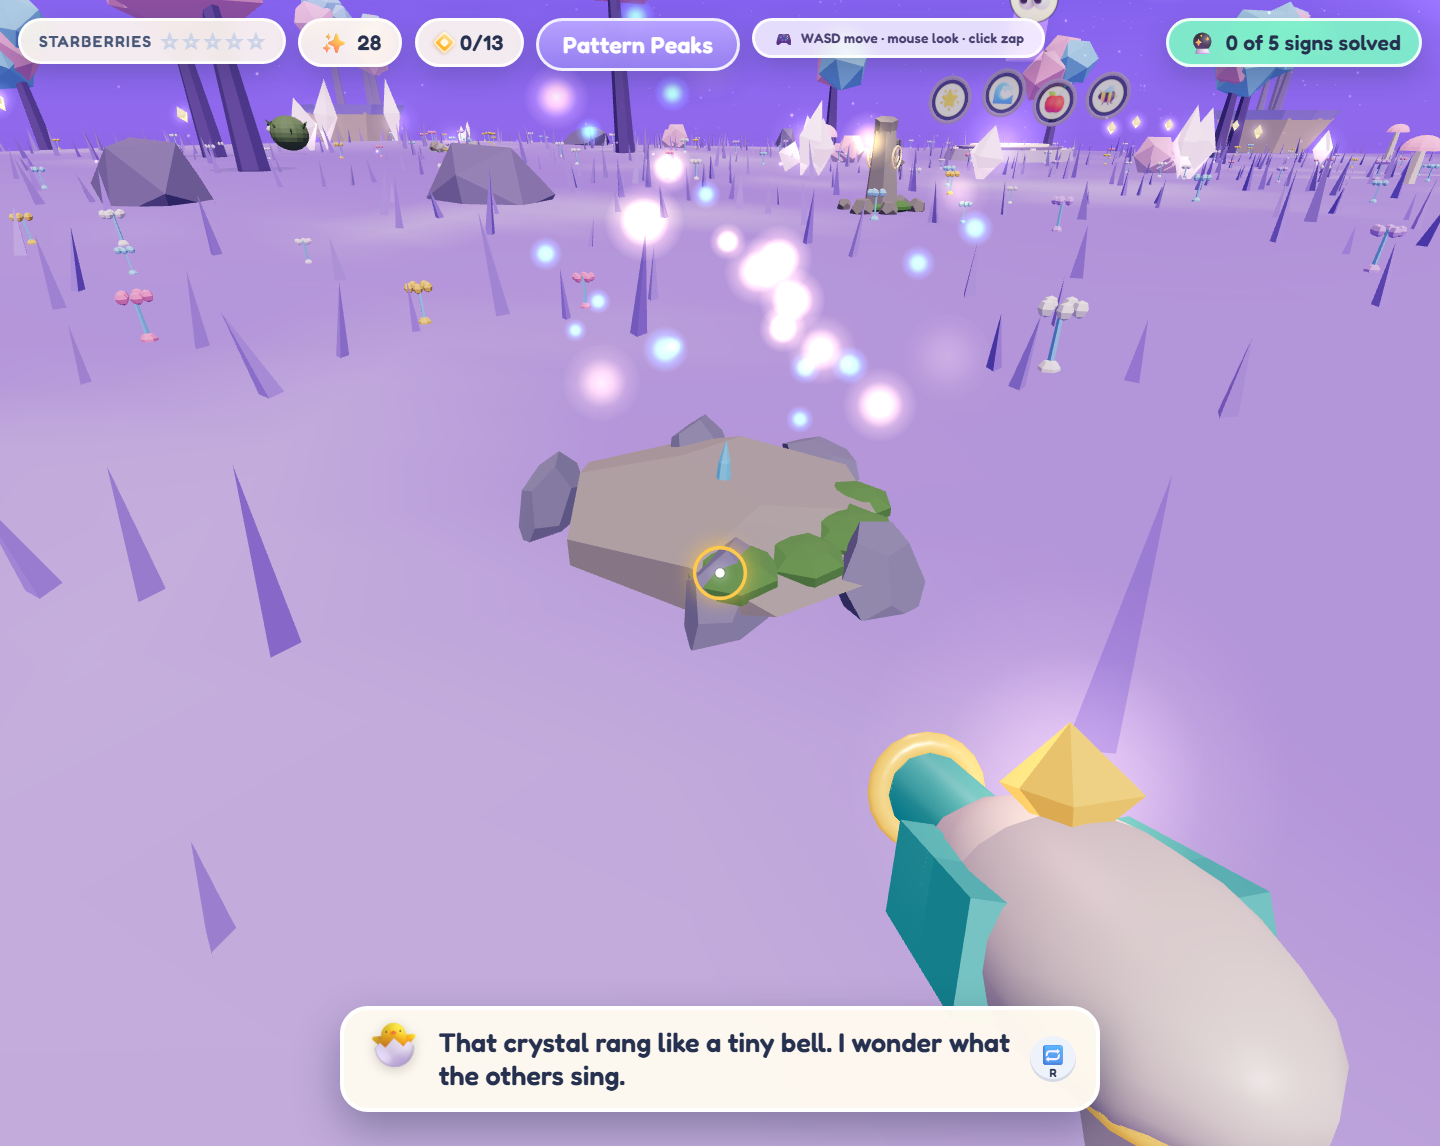 STARBERRIES
28
0/13
Pattern Peaks
WASD move · mouse look · click zap
0 of 5 signs solved
That crystal rang like a tiny bell. I wonder what
the others sing.
R